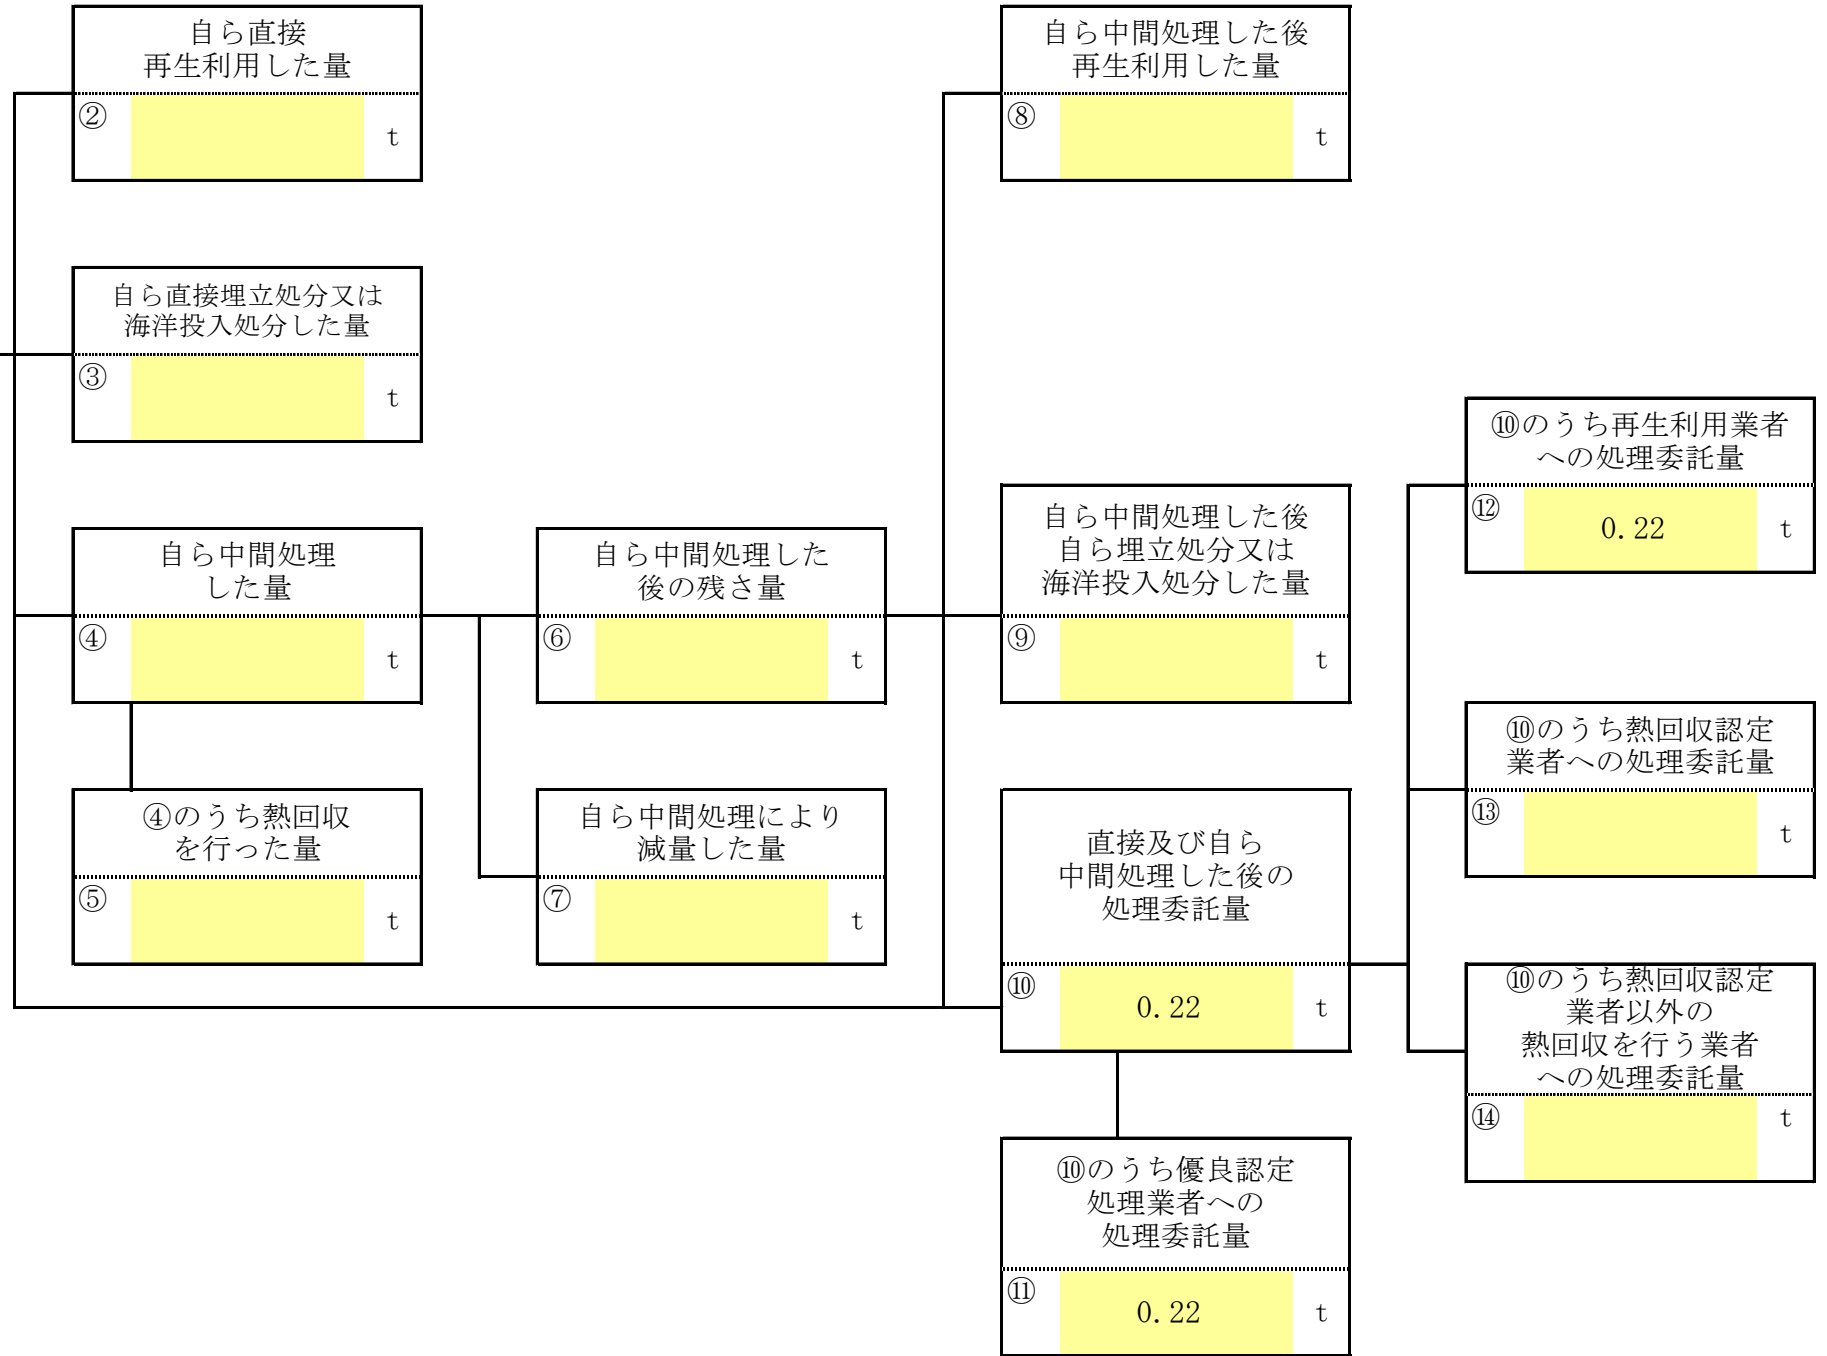 自ら直接
再生利用した量
②
t
自ら中間処理した後
再生利用した量
⑧
t
自ら直接埋立処分又は
海洋投入処分した量
③
t
⑩のうち再生利用業者
への処理委託量
⑫
0.22
t
自ら中間処理
した量
④
t
自ら中間処理した
後の残さ量
⑥
t
自ら中間処理した後
自ら埋立処分又は
海洋投入処分した量
⑨
t
⑩のうち熱回収認定
業者への処理委託量
⑬
t
④のうち熱回収
を行った量
⑤
t
自ら中間処理により
減量した量
⑦
t
直接及び自ら
中間処理した後の
処理委託量
⑩
0.22
t
⑩のうち熱回収認定
業者以外の
熱回収を行う業者
への処理委託量
⑭
t
⑩のうち優良認定
処理業者への
処理委託量
⑪
0.22
t